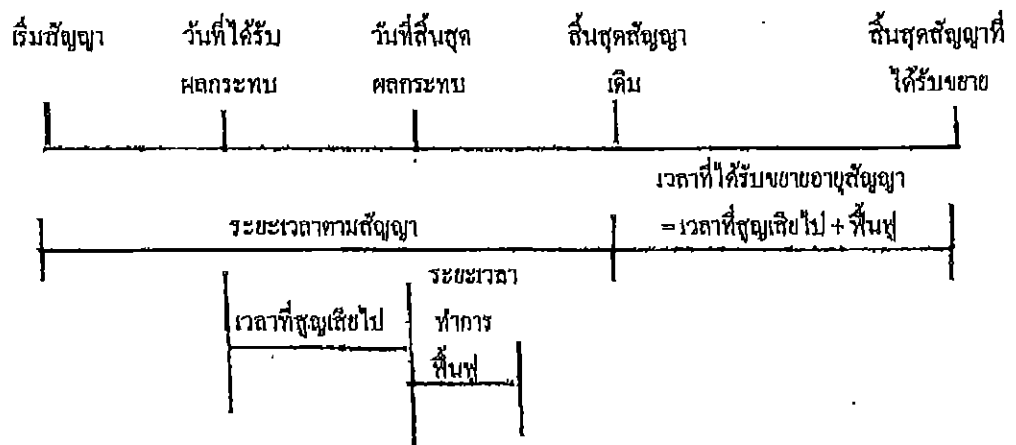 เริ่มสัญญา วันที่ได้รับ วันที่สิ้นสุด สิ้นสุดสัญญา สิ้นสุดสัญญาที่
ผลกระทบ ผลกระทบ เดิม ได้รับขยาย
เวลาที่ได้รับขยายอายุสัญญา
ระยะเวลาตามสัญญา = เวลาที่สูญเสียไป + ฟื้นฟู
ระยะเวลา
เวลาที่สูญเสียไป ทำการ
ฟื้นฟู